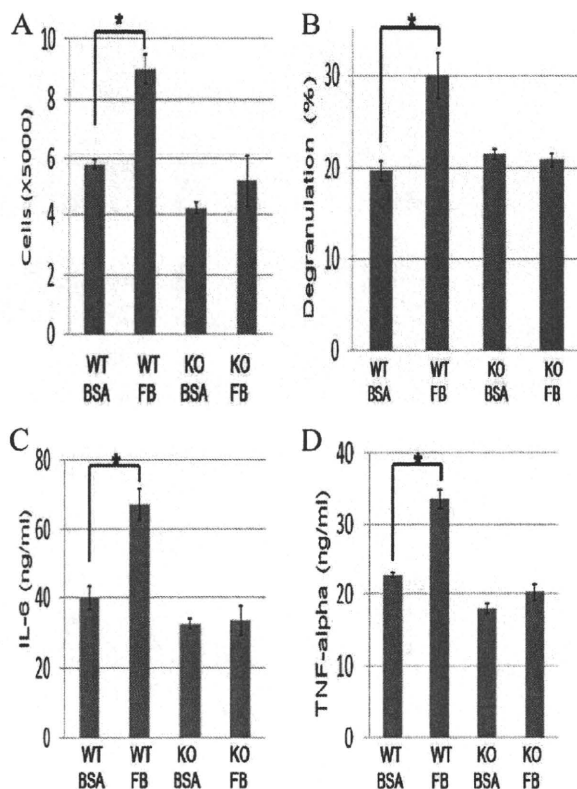 A
*
Cells (X5000)
10
8
6
4
2
0
WT WT KO KO
BSA FB BSA FB
B
*
Degranulation (%)
30
20
10
0
WT WT KO KO
BSA FB BSA FB
C
*
IL-6 (ng/ml)
80
60
40
20
0
WT WT KO KO
BSA FB BSA FB
D
*
TNF-alpha (ng/ml)
40
30
20
10
0
WT WT KO KO
BSA FB BSA FB